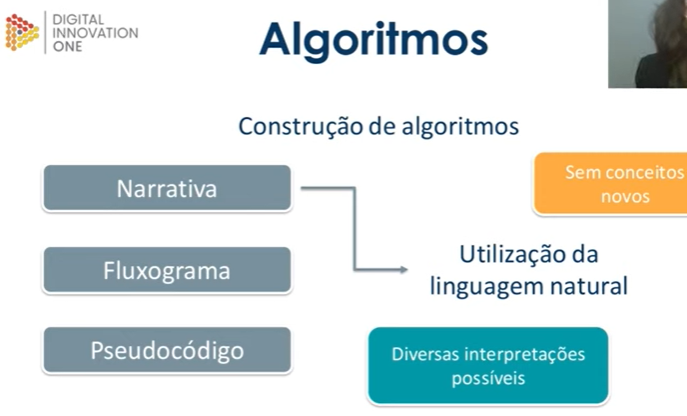 DIGITAL
INNOVATION
ONE
Algoritmos
Construção de algoritmos
Narrativa
Fluxograma
Pseudocódigo
Sem conceitos
novos
Utilização da
linguagem natural
Diversas interpretações
possíveis